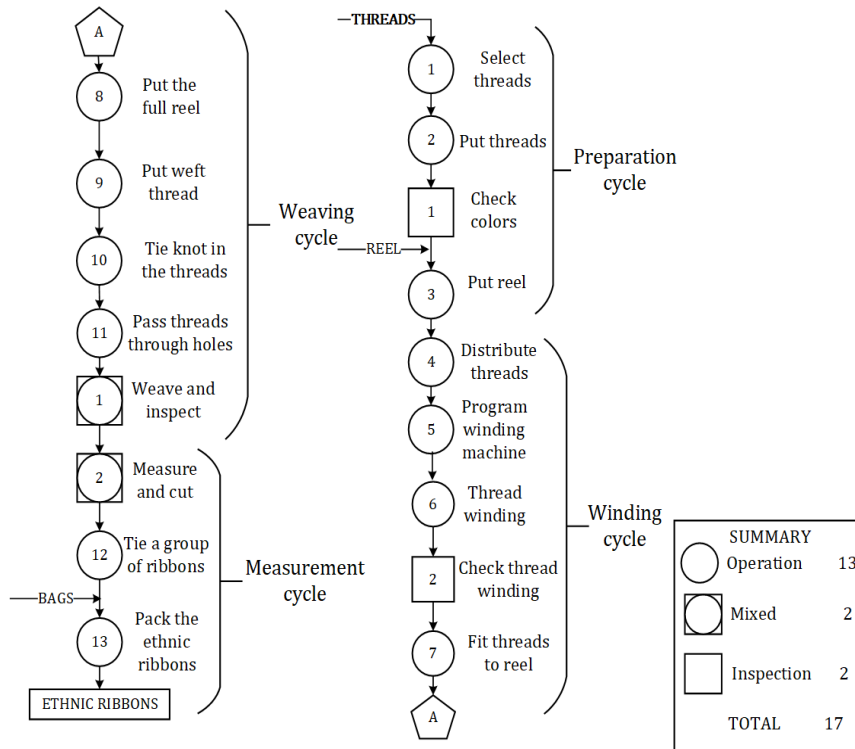 A
8
Put the
full reel
9
Put weft
thread
10
Tie knot in
the threads
11
Pass threads
through holes
1
Weave and
inspect
Weaving
cycle
2
Measure
and cut
12
Tie a group
of ribbons
BAGS
13
Pack the
ethnic
ribbons
ETHNIC RIBBONS
Measurement
cycle
THREADS
1
Select
threads
2
Put threads
1
Check
colors
REEL
3
Put reel
Preparation
cycle
4
Distribute
threads
5
Program
winding
machine
6
Thread
winding
2
Check thread
winding
7
Fit threads
to reel
A
Winding
cycle
SUMMARY
Operation 13
Mixed 2
Inspection 2
TOTAL 17